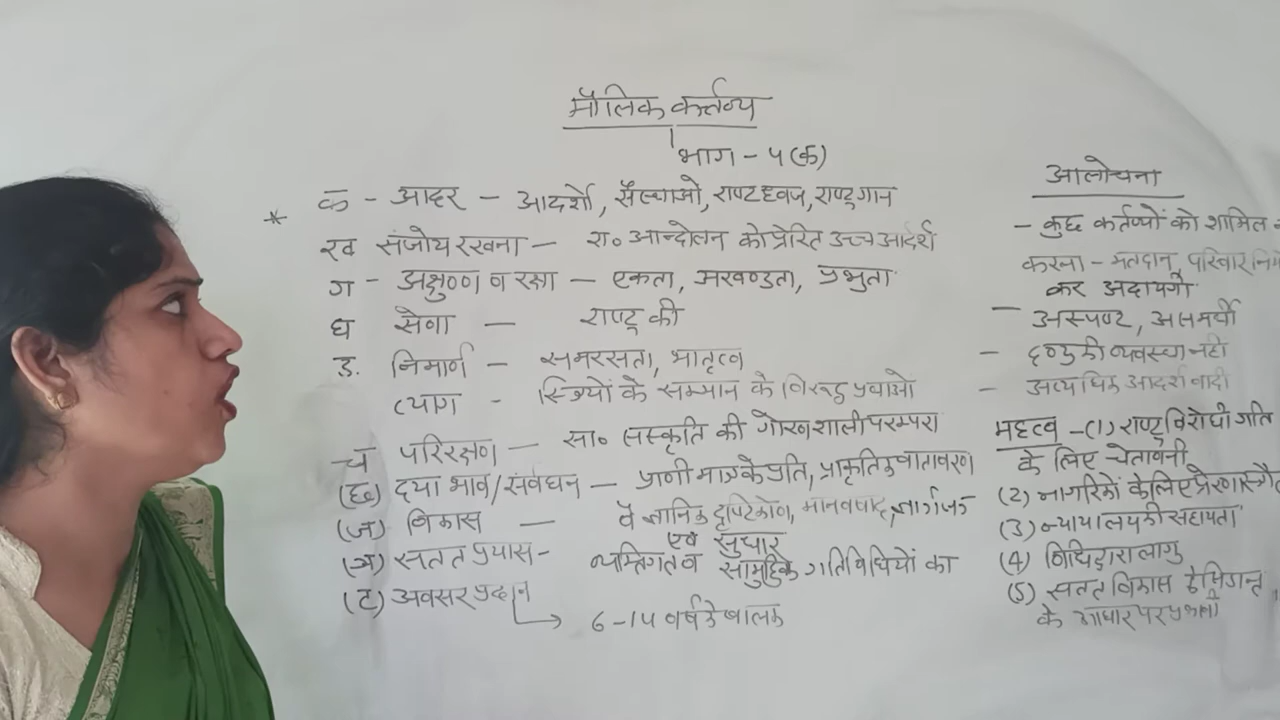 मौलिक कर्त्तव्य
भाग - ५(क)
* क - आदर - आदर्शो, संस्थाओ, राष्टध्वज, राष्ट्रगान
ख संजोय रखना - रा० आन्दोलन को प्रेरित उच्च आदर्श
ग - अक्षुण्ण व रक्षा - एकता, अखण्डता, प्रभुता
घ सेवा - राष्ट्र की
ड. निमार्ण - समरसता, भातृत्व
त्याग - स्त्रियों के सम्मान के विरुद्ध प्रथाओ
च परिरक्षण - सा० संस्कृति की गौरवशाली परम्परा
(छ) दया भाव/संवर्धन - प्राणी मात्र के प्रति, प्राकृतिक वातावरण
(ज) विकास - वैज्ञानिक दृष्टिकोण, मानववाद,
एवं सुधार
(झ) सतत प्रयास - व्यक्तिगत व सामुहिक गतिविधियों का
(ट) अवसर प्रदान
6-14 वर्ष के बालक
आलोचना
- कुछ कर्तव्यों को शामिल
करना - मतदान, परिवार नि
कर अदायगी
- अस्पष्ट, असमर्थी
- दण्ड की व्यवस्था नही
- अत्यधिक आदर्शवादी
महत्व - (1) राष्ट्र विरोधी गति
के लिए चेतावनी
(2) नागरिकों के लिए प्रेरणा स्त्रोत
(3) न्यायालय की सहायता
(4) विधि द्वारा लागु
(5) सतत विकास के सिद्धान्त
के आधार पर